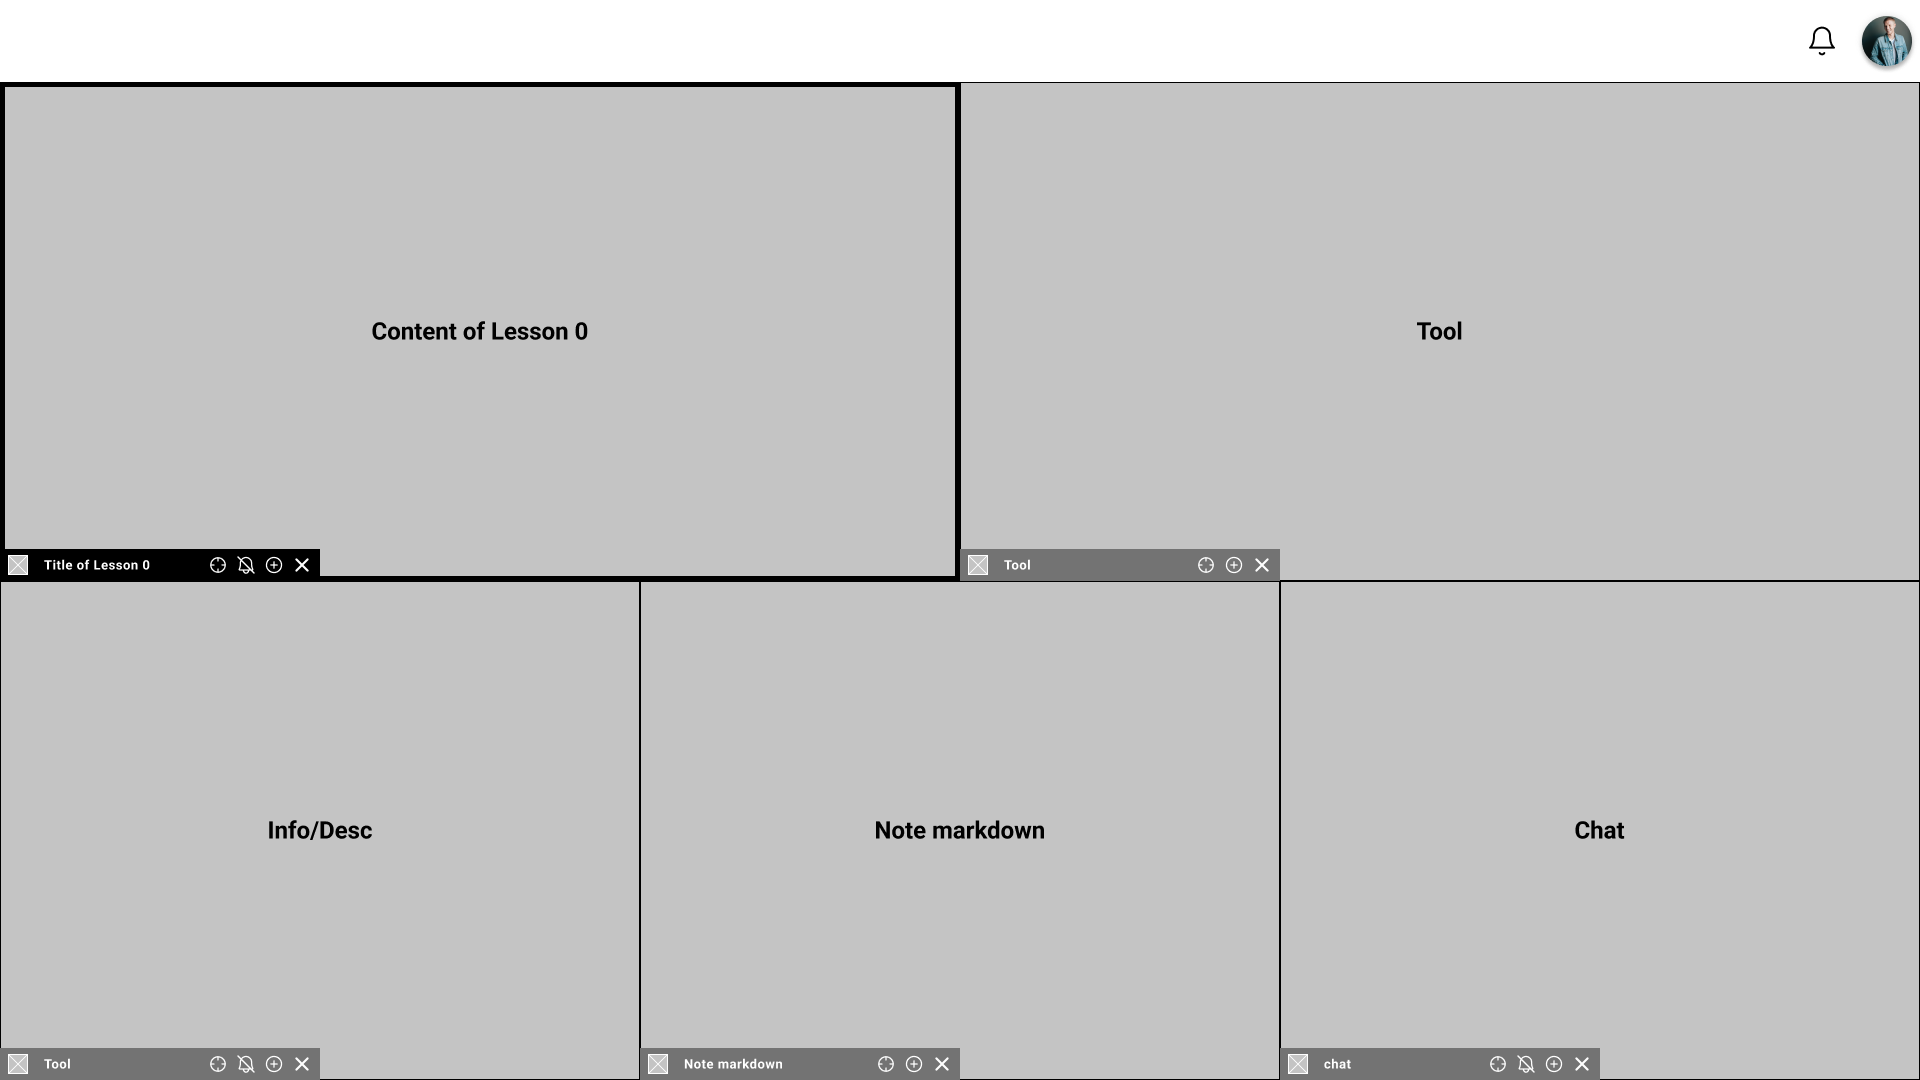 Content of Lesson 0
Tool
Title of Lesson 0
Tool
Info/Desc
Note markdown
Chat
Tool
Note markdown
chat